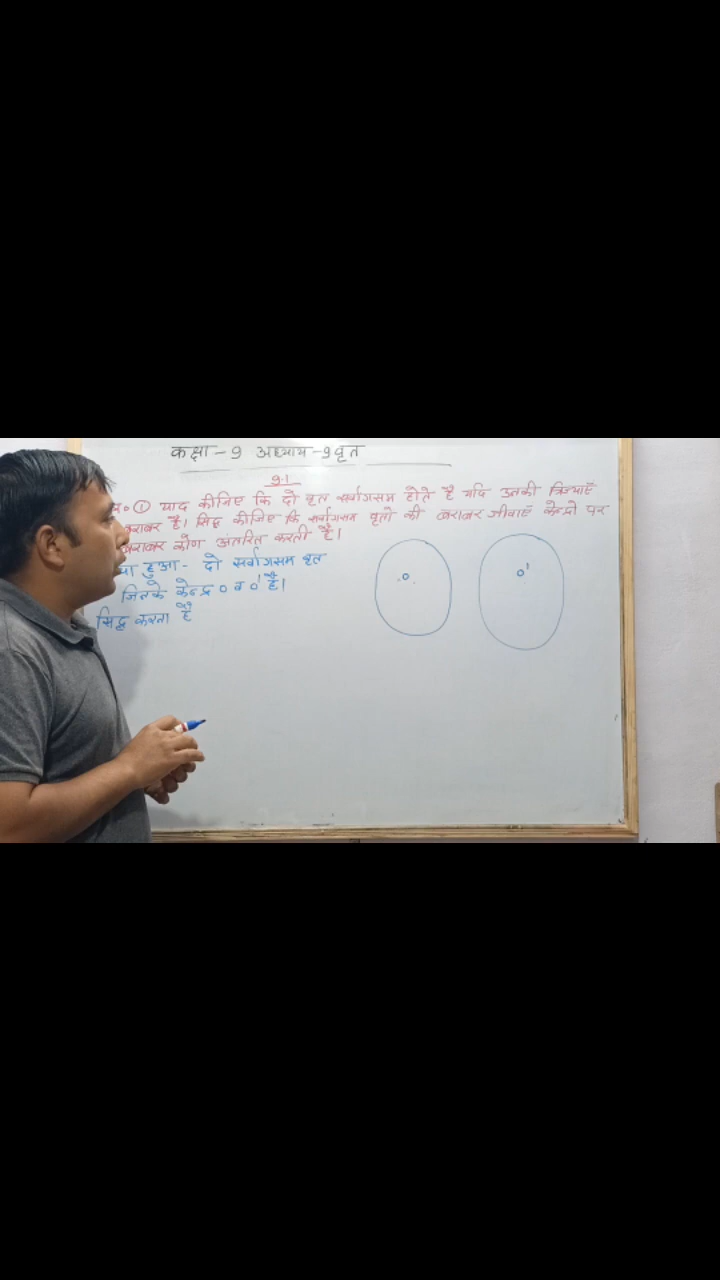 कक्षा - 9 अध्याय - 9 वृत
9.1
प्र० ① याद कीजिए कि दो वृत सर्वागसम होते है यदि उनकी त्रिज्याएँ
बराबर है। सिद्ध कीजिए कि सर्वागसम वृतो की बराबर जीवाएँ केन्द्रो पर
बराबर कोण अंतरित करती है।
या हुआ - दो सर्वागसम वृत
जिनके केन्द्र O व O' है।
सिद्ध करना है
O
O'